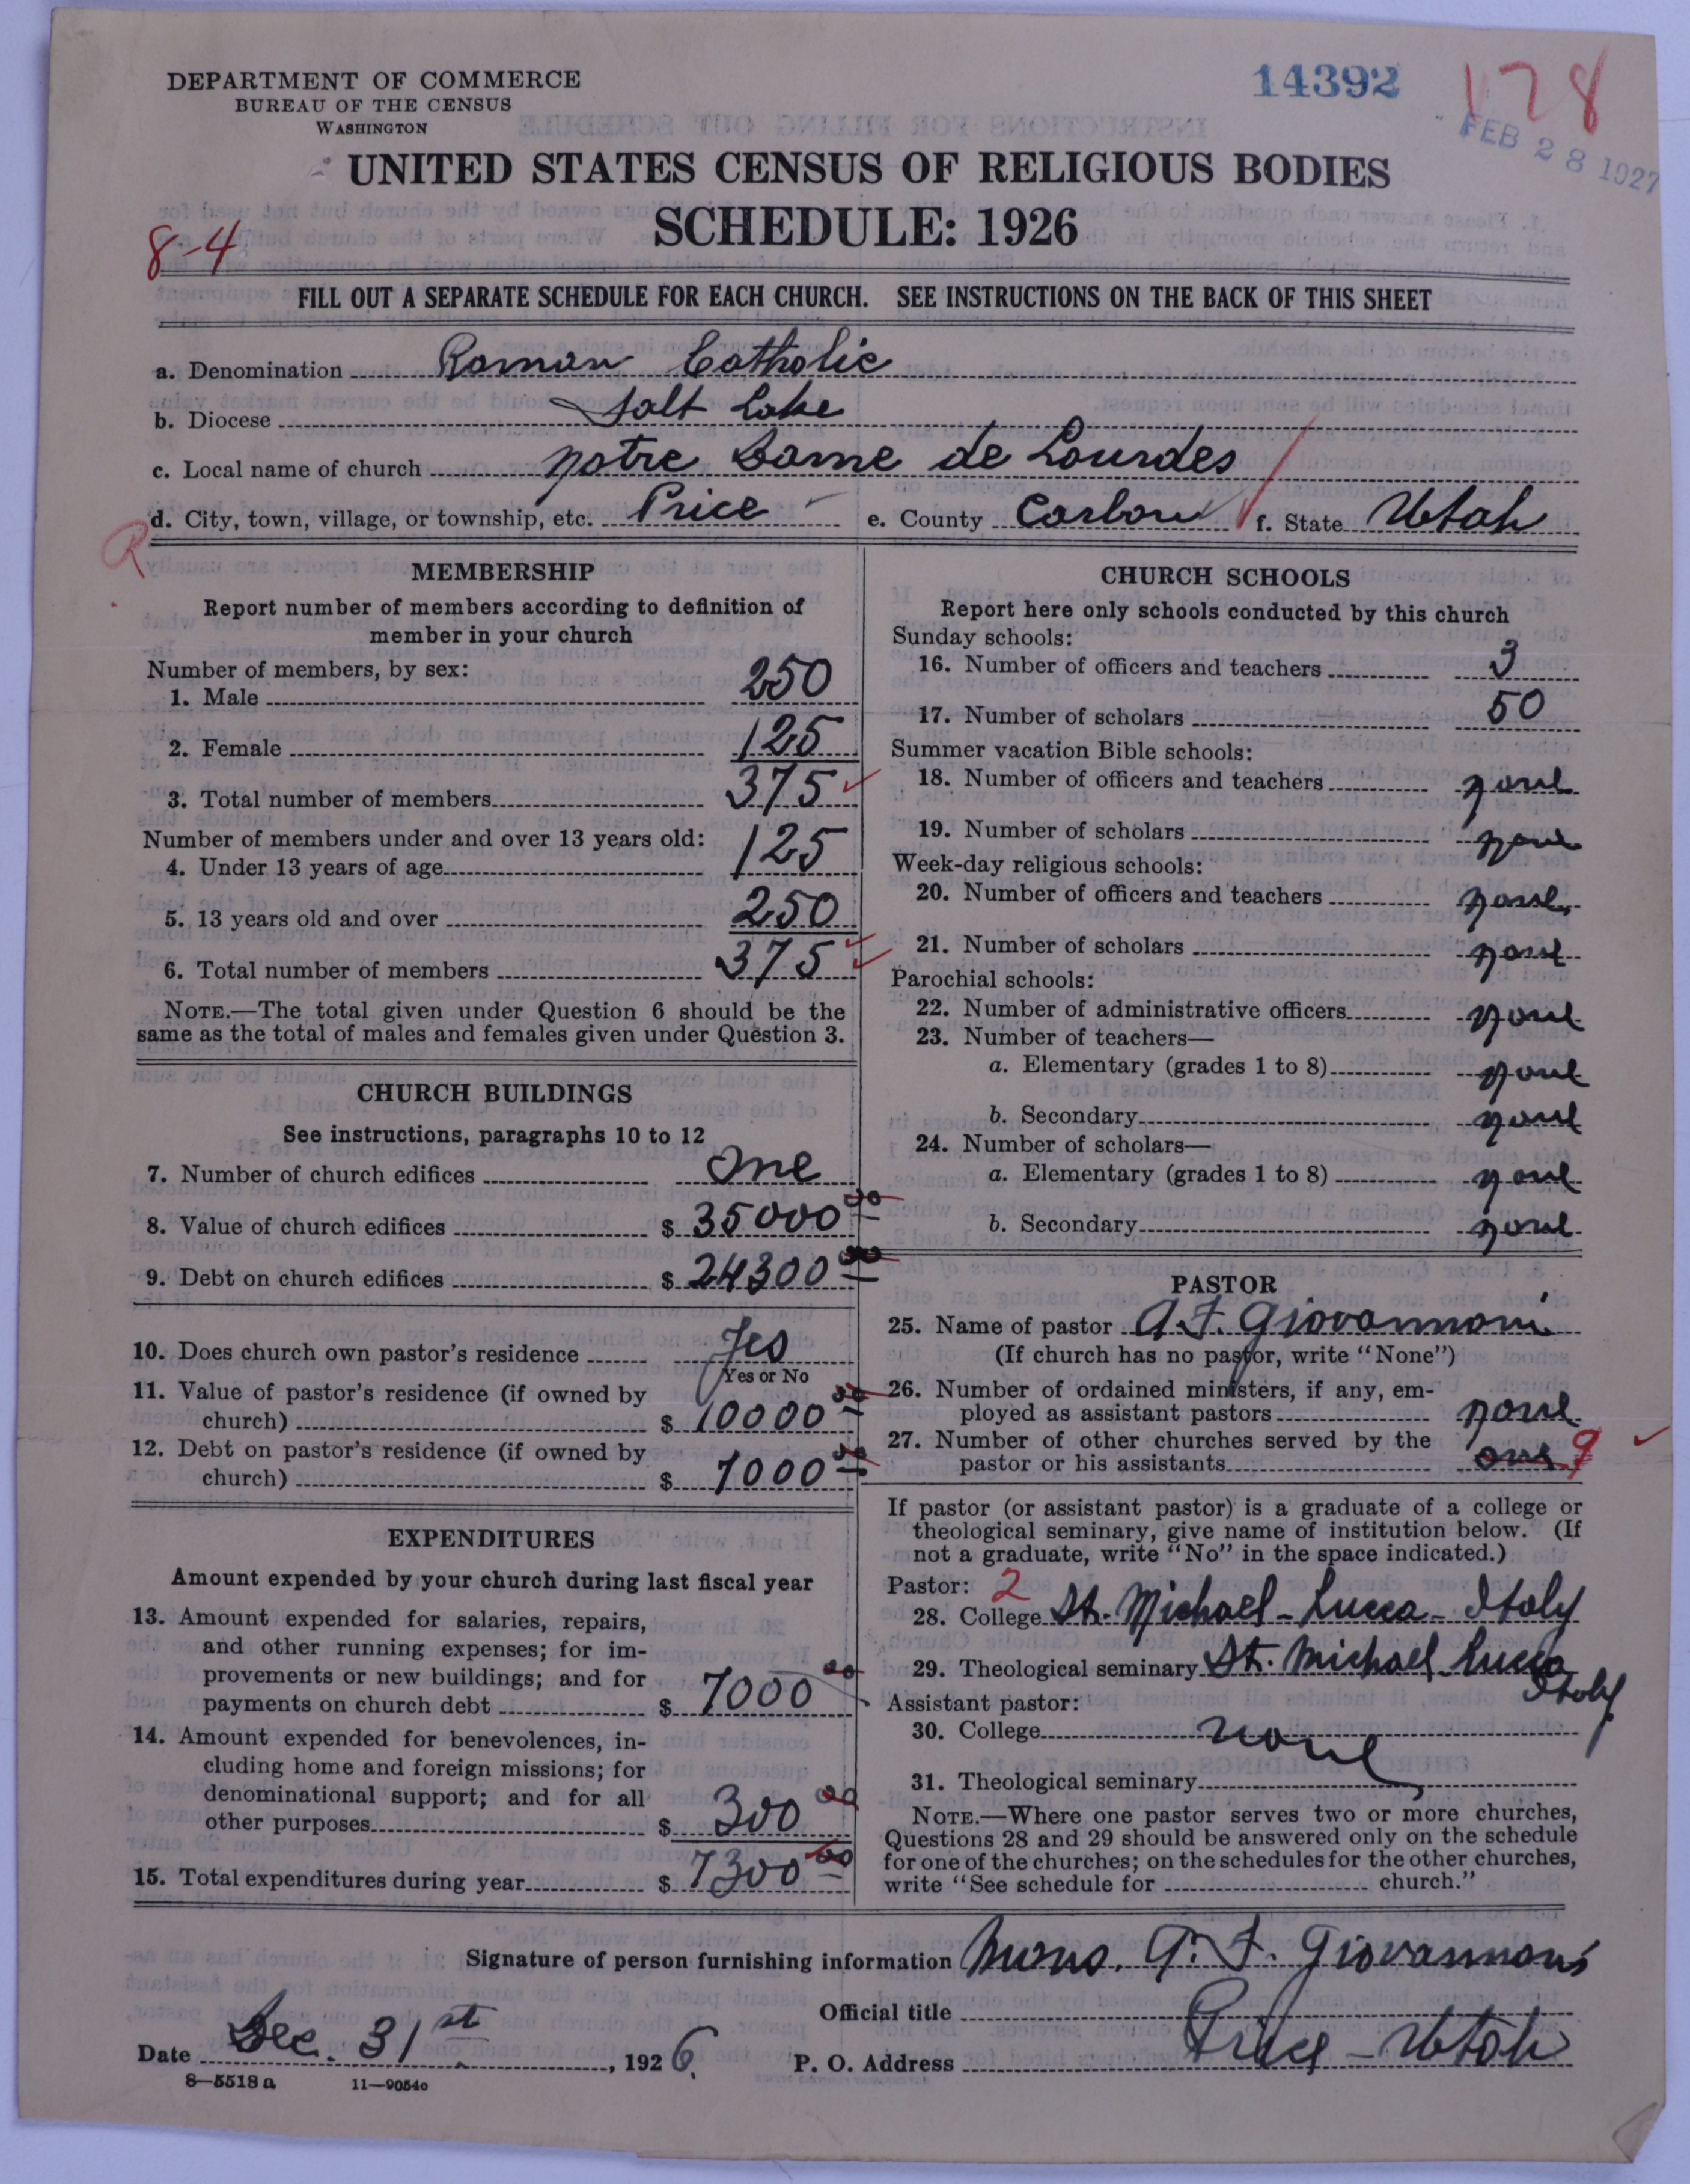 DEPARTMENT OF COMMERCE
BUREAU OF THE CENSUS
WASHINGTON
14392
178
FEB 28 1927
UNITED STATES CENSUS OF RELIGIOUS BODIES
SCHEDULE: 1926
8-4
FILL OUT A SEPARATE SCHEDULE FOR EACH CHURCH. SEE INSTRUCTIONS ON THE BACK OF THIS SHEET
a. Denomination Roman Catholic
b. Diocese Salt Lake
c. Local name of church Notre Dame de Lourdes
d. City, town, village, or township, etc. Price e. County Carbon f. State Utah
R
MEMBERSHIP
Report number of members according to definition of
member in your church
Number of members, by sex:
1. Male 250
2. Female 125
3. Total number of members 375
Number of members under and over 13 years old:
4. Under 13 years of age 125
5. 13 years old and over 250
6. Total number of members 375
NOTE.—The total given under Question 6 should be the
same as the total of males and females given under Question 3.
CHURCH BUILDINGS
See instructions, paragraphs 10 to 12
7. Number of church edifices One
8. Value of church edifices $ 35000 00
9. Debt on church edifices $ 24300 00
10. Does church own pastor's residence Yes
Yes or No
11. Value of pastor's residence (if owned by
church) $ 10000 00
12. Debt on pastor's residence (if owned by
church) $ 7000 00
EXPENDITURES
Amount expended by your church during last fiscal year
13. Amount expended for salaries, repairs,
and other running expenses; for im-
provements or new buildings; and for
payments on church debt $ 7000 00
14. Amount expended for benevolences, in-
cluding home and foreign missions; for
denominational support; and for all
other purposes $ 300 00
15. Total expenditures during year $ 7300 00
CHURCH SCHOOLS
Report here only schools conducted by this church
Sunday schools:
16. Number of officers and teachers 3
17. Number of scholars 50
Summer vacation Bible schools:
18. Number of officers and teachers none
19. Number of scholars none
Week-day religious schools:
20. Number of officers and teachers none
21. Number of scholars none
Parochial schools:
22. Number of administrative officers none
23. Number of teachers—
a. Elementary (grades 1 to 8) none
b. Secondary none
24. Number of scholars—
a. Elementary (grades 1 to 8) none
b. Secondary none
PASTOR
25. Name of pastor A. F. Giovannoni
(If church has no pastor, write "None")
26. Number of ordained ministers, if any, em-
ployed as assistant pastors none
27. Number of other churches served by the
pastor or his assistants one 9
If pastor (or assistant pastor) is a graduate of a college or
theological seminary, give name of institution below. (If
not a graduate, write "No" in the space indicated.)
Pastor: 2
28. College St. Michael - Lucca - Italy
29. Theological seminary St. Michael Lucca
Italy
Assistant pastor:
30. College none
31. Theological seminary
NOTE.—Where one pastor serves two or more churches,
Questions 28 and 29 should be answered only on the schedule
for one of the churches; on the schedules for the other churches,
write "See schedule for church."
Signature of person furnishing information Mons. A. F. Giovannoni
Official title
Date Dec. 31st, 1926. P. O. Address Price - Utah
8—5518 a 11—9054c